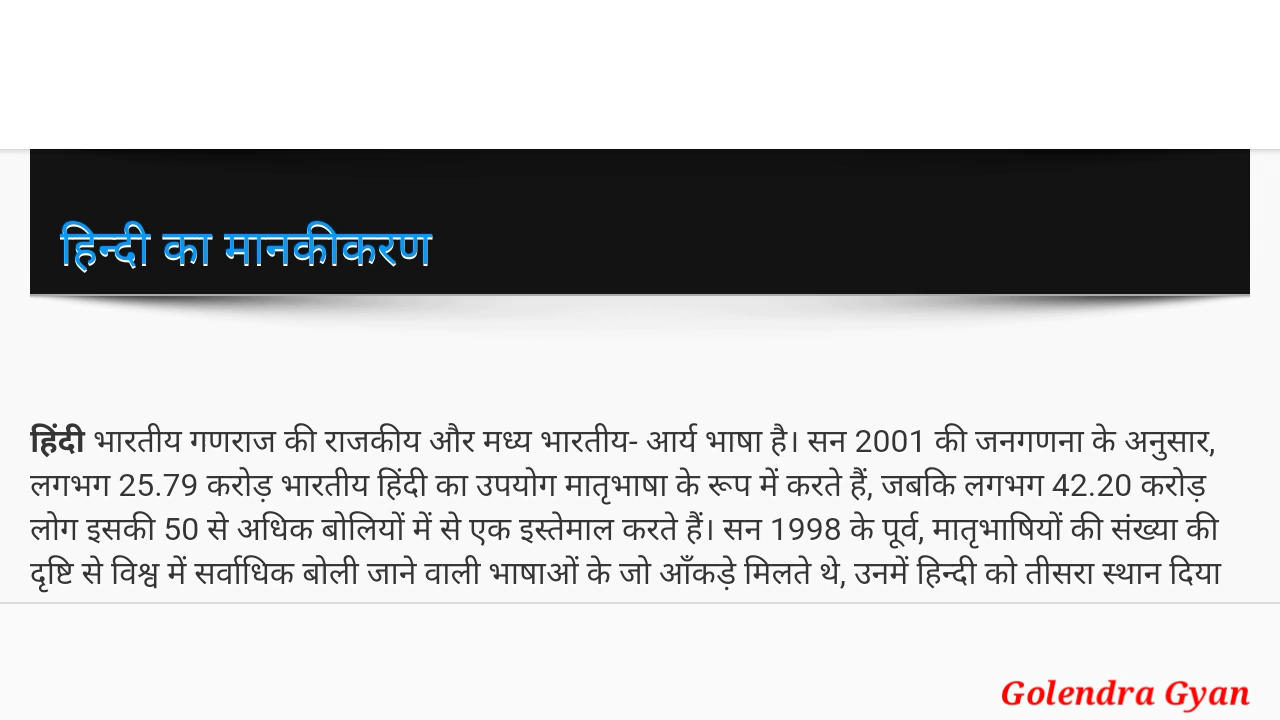 हिन्दी का मानकीकरण
हिंदी भारतीय गणराज की राजकीय और मध्य भारतीय- आर्य भाषा है। सन 2001 की जनगणना के अनुसार,
लगभग 25.79 करोड़ भारतीय हिंदी का उपयोग मातृभाषा के रूप में करते हैं, जबकि लगभग 42.20 करोड़
लोग इसकी 50 से अधिक बोलियों में से एक इस्तेमाल करते हैं। सन 1998 के पूर्व, मातृभाषियों की संख्या की
दृष्टि से विश्व में सर्वाधिक बोली जाने वाली भाषाओं के जो आँकड़े मिलते थे, उनमें हिन्दी को तीसरा स्थान दिया
Golendra Gyan